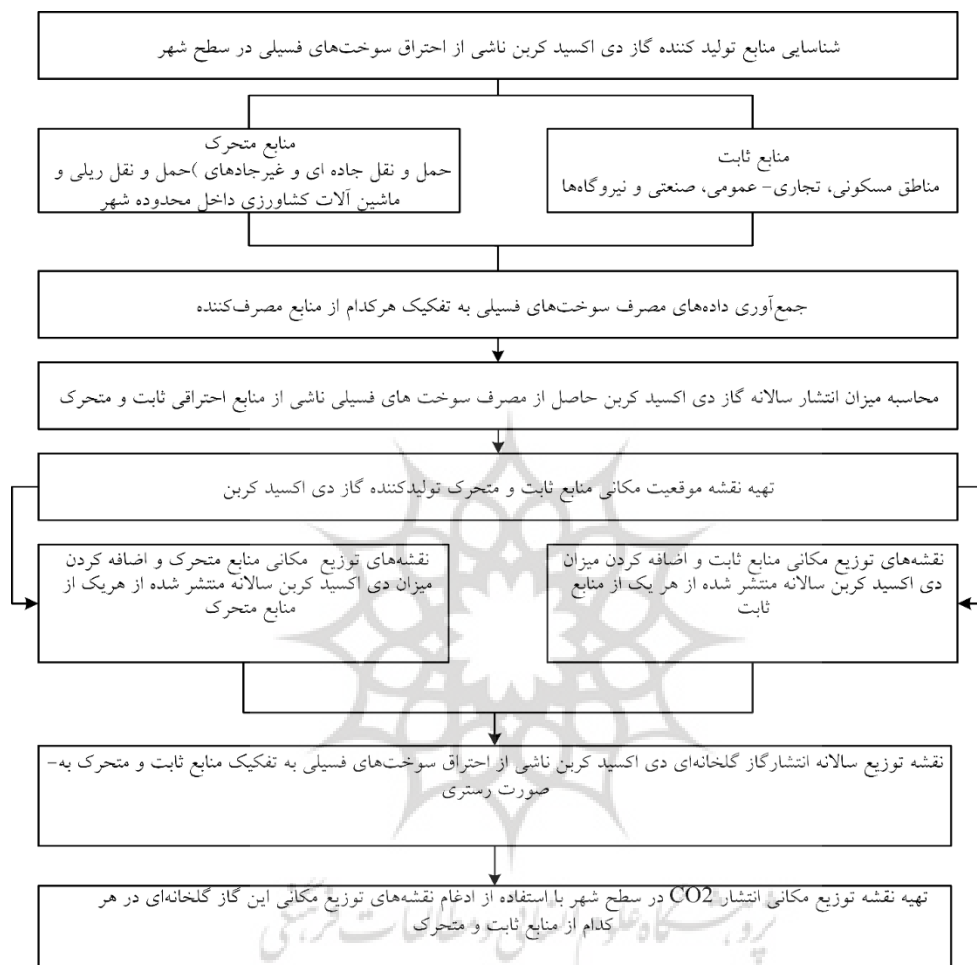 شناسایی منابع تولید کننده گاز دی اکسید کربن ناشی از احتراق سوخت‌های فسیلی در سطح شهر
منابع ثابت
مناطق مسکونی، تجاری- عمومی، صنعتی و نیروگاه‌ها
منابع متحرک
حمل و نقل جاده ای و غیرجاده‌ای )حمل و نقل ریلی و
ماشین آلات کشاورزی داخل محدوده شهر
جمع‌آوری داده‌های مصرف سوخت‌های فسیلی به تفکیک هرکدام از منابع مصرف‌کننده
محاسبه میزان انتشار سالانه گاز دی اکسید کربن حاصل از مصرف سوخت های فسیلی ناشی از منابع احتراقی ثابت و متحرک
تهیه نقشه موقعیت مکانی منابع ثابت و متحرک تولیدکننده گاز دی اکسید کربن
نقشه‌های توزیع مکانی منابع ثابت و اضافه کردن میزان
دی اکسید کربن سالانه منتشر شده از هر یک از منابع
ثابت
نقشه‌های توزیع مکانی منابع متحرک و اضافه کردن
میزان دی اکسید کربن سالانه منتشر شده از هریک از
منابع متحرک
نقشه توزیع سالانه انتشارگاز گلخانه‌ای دی اکسید کربن ناشی از احتراق سوخت‌های فسیلی به تفکیک منابع ثابت و متحرک به-
صورت رستری
تهیه نقشه توزیع مکانی انتشار CO2 در سطح شهر با استفاده از ادغام نقشه‌های توزیع مکانی این گاز گلخانه‌ای در هر
کدام از منابع ثابت و متحرک
پژوهشگاه علوم انسانی و مطالعات فرهنگی